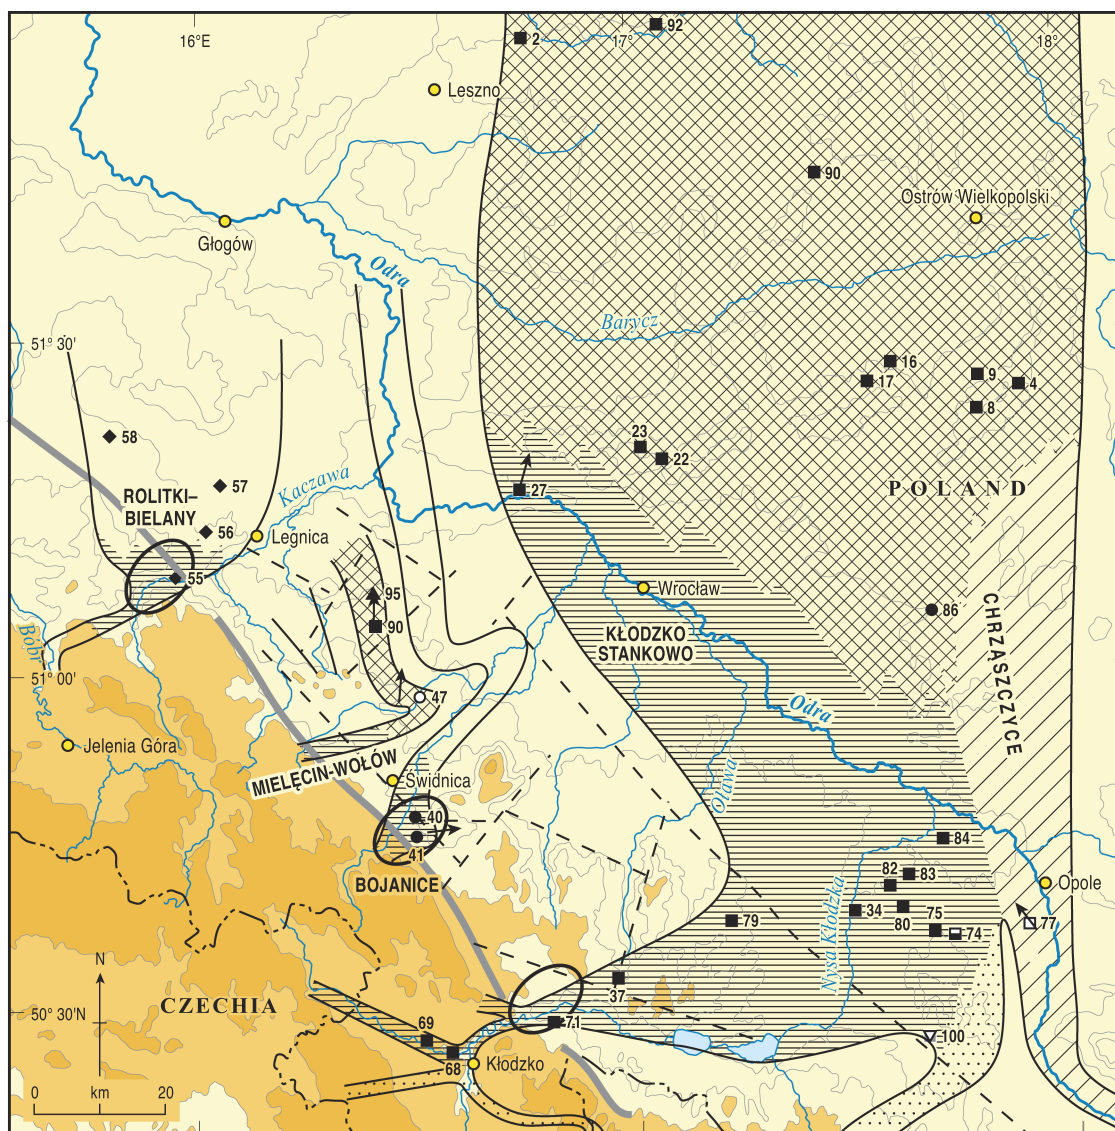 16°E
17°
18°
2
92
Leszno
90
Ostrów Wielkopolski
Głogów
Odra
Barycz
51° 30'
16
17
9
4
8
58
23
22
57
ROLITKI–
BIELANY
Kaczawa
27
POLAND
56
Legnica
55
95
Wrocław
86
90
KŁODZKO
STANKOWO
CHRZĄSZCZYCE
Bóbr
51° 00'
47
Odra
Jelenia Góra
MIELĘCIN-WOŁÓW
Świdnica
Oława
40
41
84
BOJANICE
82
83
Opole
34
80
75
74
77
79
Nysa Kłodzka
N
CZECHIA
37
50° 30'N
69
71
100
68
Kłodzko
0
km
20